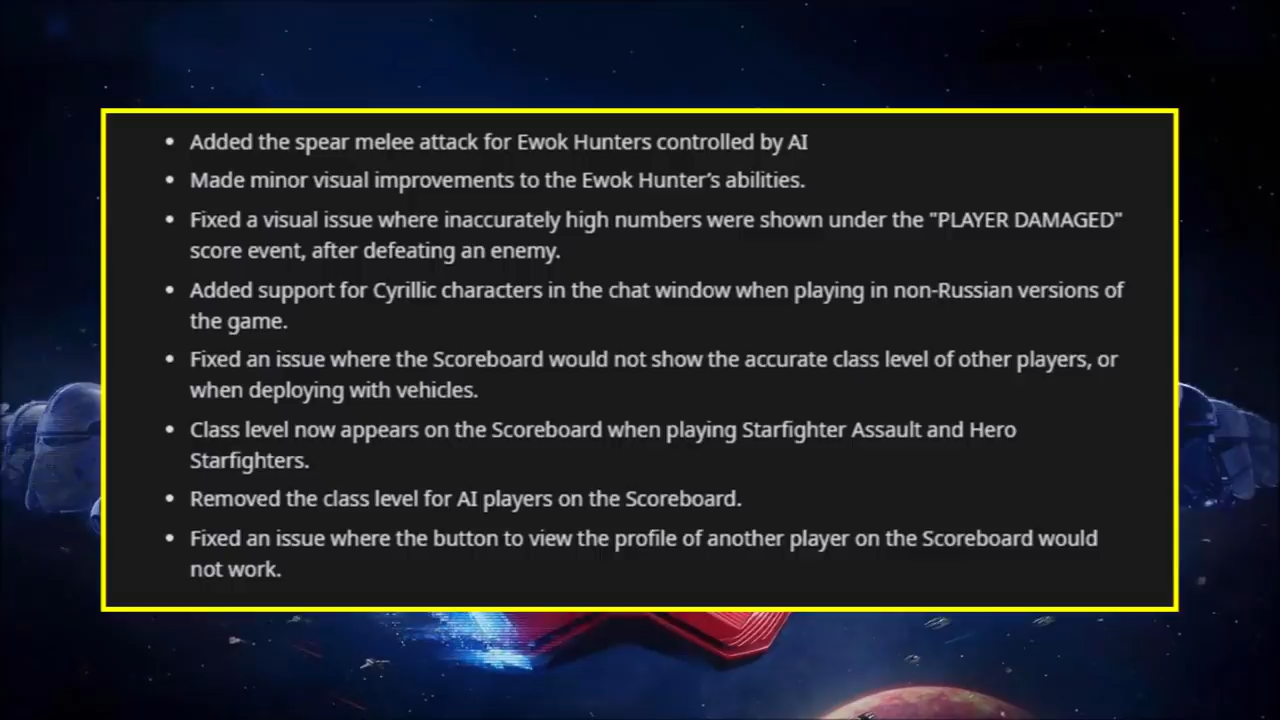 • Added the spear melee attack for Ewok Hunters controlled by AI
• Made minor visual improvements to the Ewok Hunter’s abilities.
• Fixed a visual issue where inaccurately high numbers were shown under the "PLAYER DAMAGED"
score event, after defeating an enemy.
• Added support for Cyrillic characters in the chat window when playing in non-Russian versions of
the game.
• Fixed an issue where the Scoreboard would not show the accurate class level of other players, or
when deploying with vehicles.
• Class level now appears on the Scoreboard when playing Starfighter Assault and Hero
Starfighters.
• Removed the class level for AI players on the Scoreboard.
• Fixed an issue where the button to view the profile of another player on the Scoreboard would
not work.